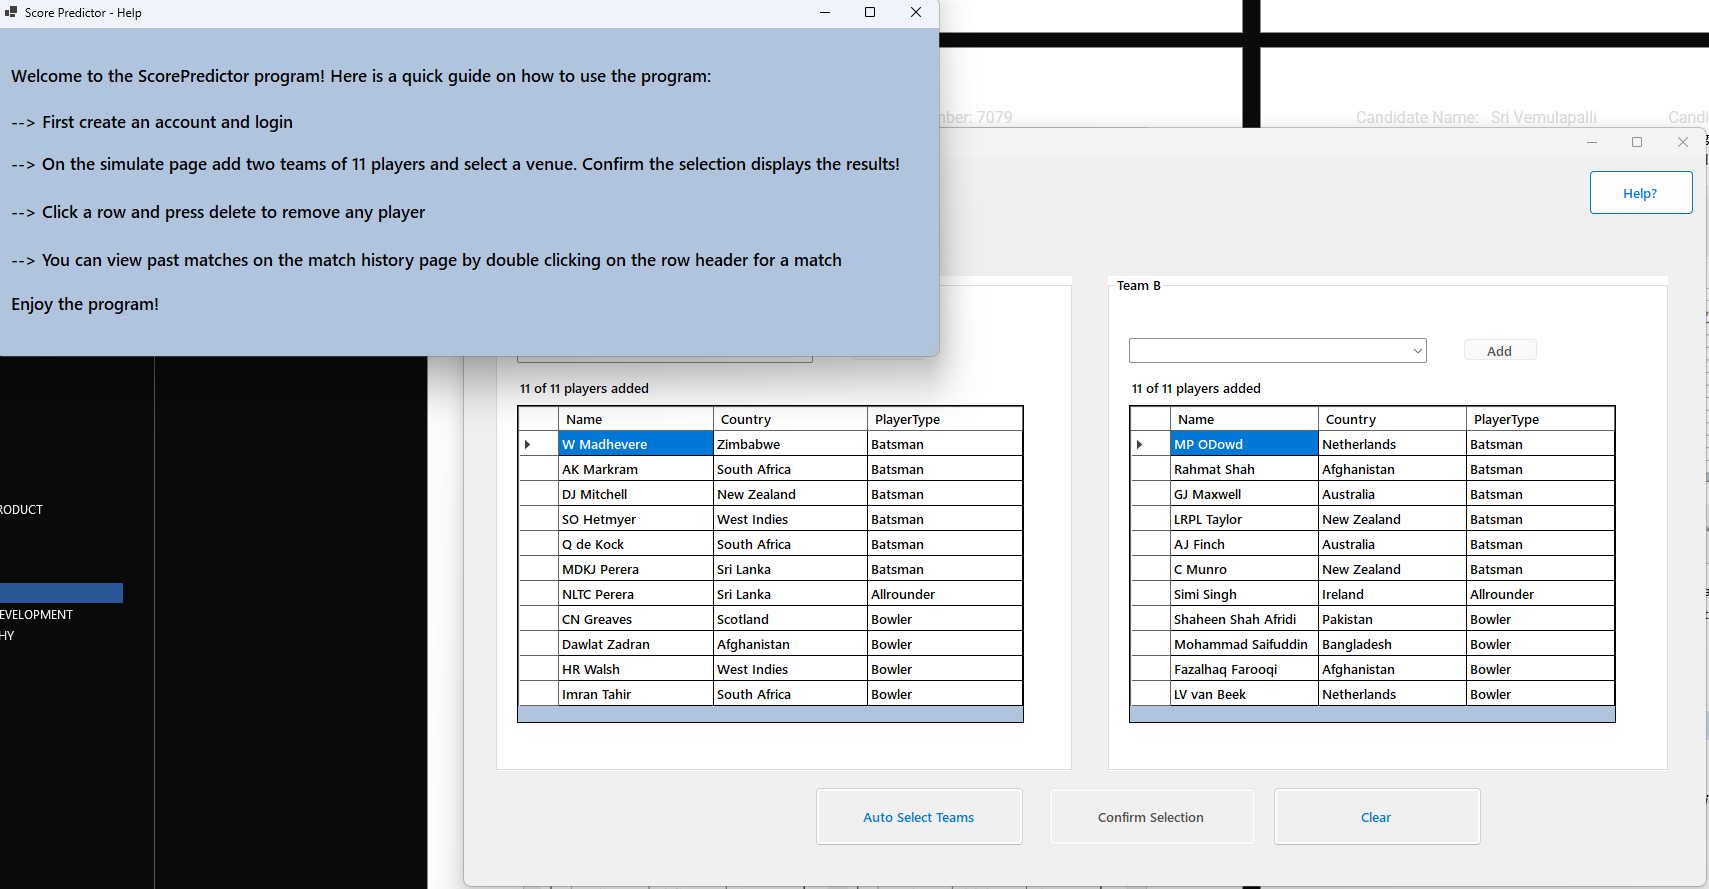 Score Predictor - Help
Welcome to the ScorePredictor program! Here is a quick guide on how to use the program:
--> First create an account and login
--> On the simulate page add two teams of 11 players and select a venue. Confirm the selection displays the results!
--> Click a row and press delete to remove any player
--> You can view past matches on the match history page by double clicking on the row header for a match
Enjoy the program!
mber: 7079
Candidate Name: Sri Vemulapalli Candi
Help?
Team B
Add
11 of 11 players added
Name Country PlayerType
W Madhevere Zimbabwe Batsman
AK Markram South Africa Batsman
DJ Mitchell New Zealand Batsman
SO Hetmyer West Indies Batsman
Q de Kock South Africa Batsman
MDKJ Perera Sri Lanka Batsman
NLTC Perera Sri Lanka Allrounder
CN Greaves Scotland Bowler
Dawlat Zadran Afghanistan Bowler
HR Walsh West Indies Bowler
Imran Tahir South Africa Bowler
11 of 11 players added
Name Country PlayerType
MP ODowd Netherlands Batsman
Rahmat Shah Afghanistan Batsman
GJ Maxwell Australia Batsman
LRPL Taylor New Zealand Batsman
AJ Finch Australia Batsman
C Munro New Zealand Batsman
Simi Singh Ireland Allrounder
Shaheen Shah Afridi Pakistan Bowler
Mohammad Saifuddin Bangladesh Bowler
Fazalhaq Farooqi Afghanistan Bowler
LV van Beek Netherlands Bowler
Auto Select Teams
Confirm Selection
Clear
RODUCT
EVELOPMENT
HY